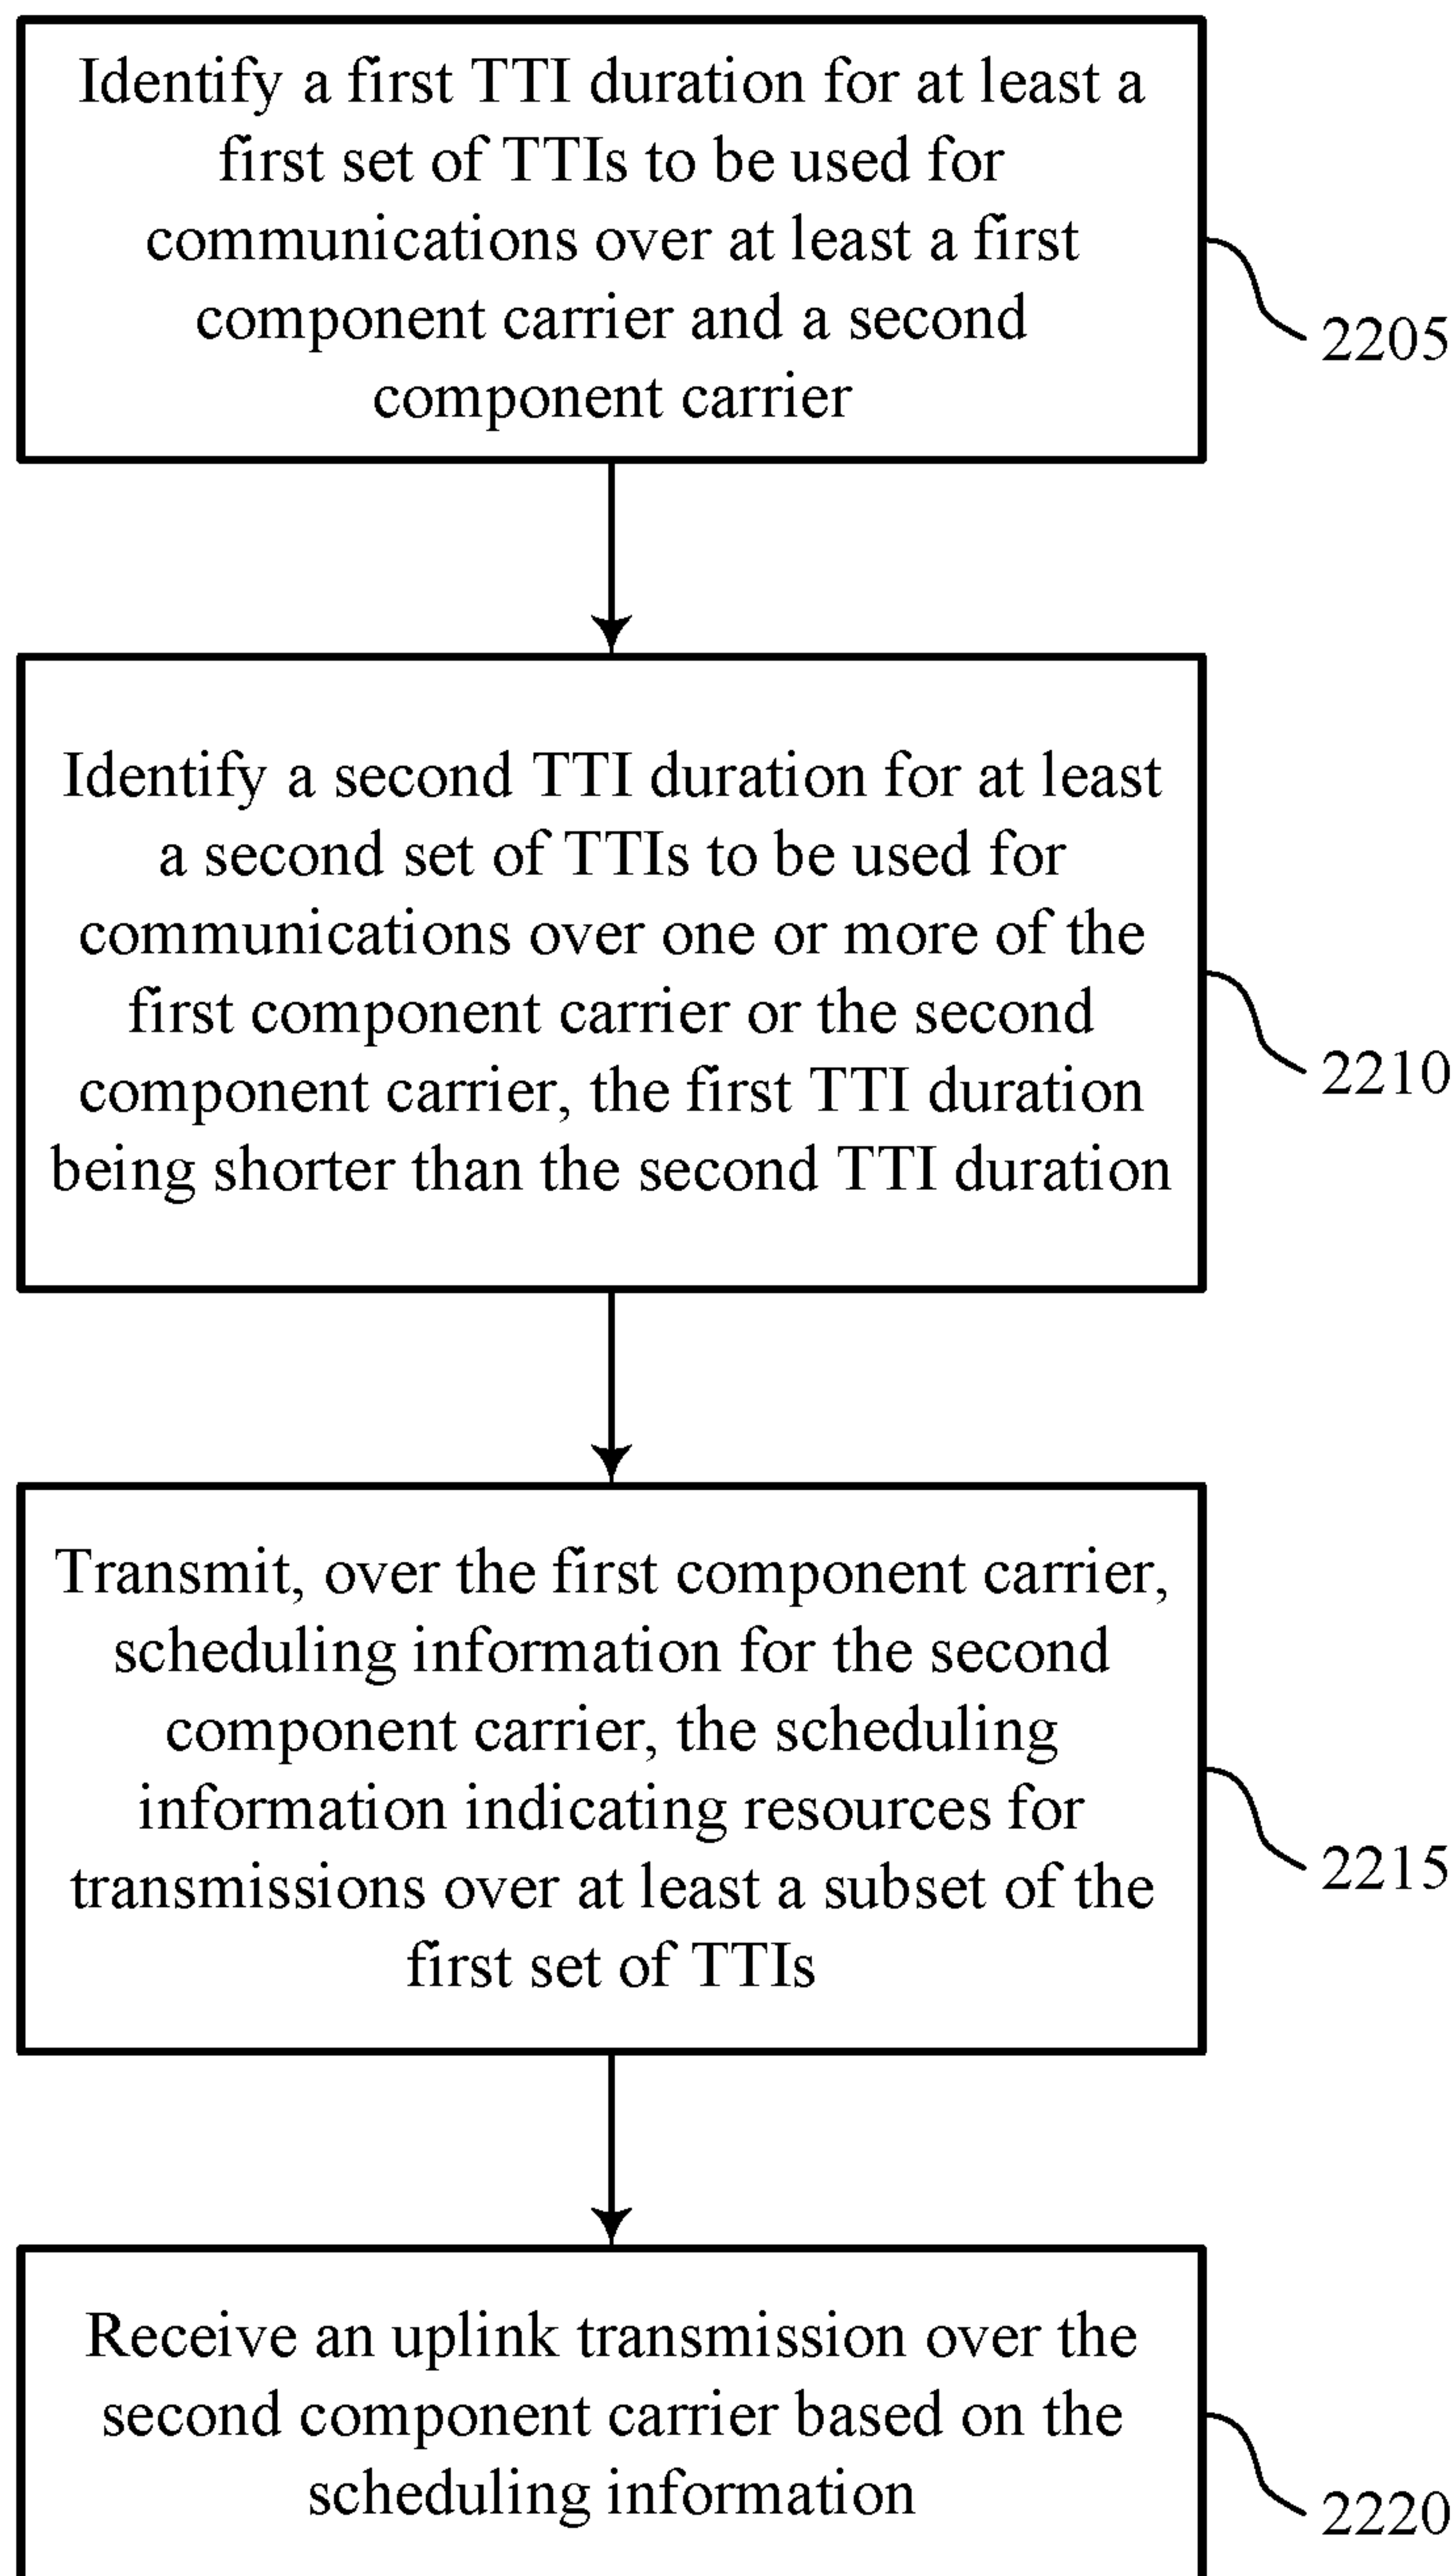 Identify a first TTI duration for at least a
first set of TTIs to be used for
communications over at least a first
component carrier and a second
component carrier
2205
Identify a second TTI duration for at least
a second set of TTIs to be used for
communications over one or more of the
first component carrier or the second
component carrier, the first TTI duration
being shorter than the second TTI duration
2210
Transmit, over the first component carrier,
scheduling information for the second
component carrier, the scheduling
information indicating resources for
transmissions over at least a subset of the
first set of TTIs
2215
Receive an uplink transmission over the
second component carrier based on the
scheduling information
2220